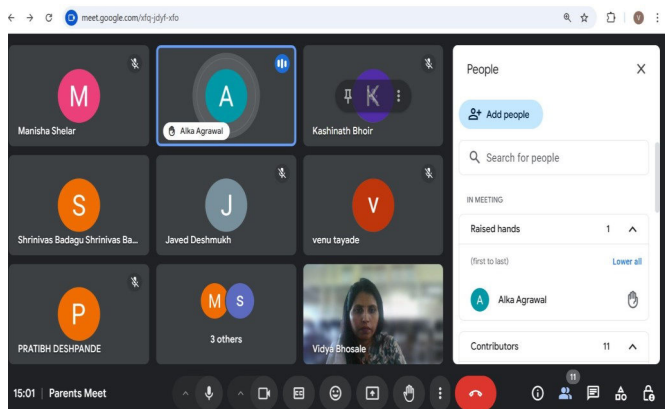 meet.google.com/xfq-jdyf-xfo
V
M
Manisha Shelar
A
Alka Agrawal
K
Kashinath Bhoir
S
Shrinivas Badagu Shrinivas Ba...
J
Javed Deshmukh
V
venu tayade
P
PRATIBH DESHPANDE
M S
3 others
Vidya Bhosale
People
Add people
Search for people
IN MEETING
Raised hands 1
(first to last) Lower all
A Alka Agrawal
Contributors 11
15:01 | Parents Meet
CC
11